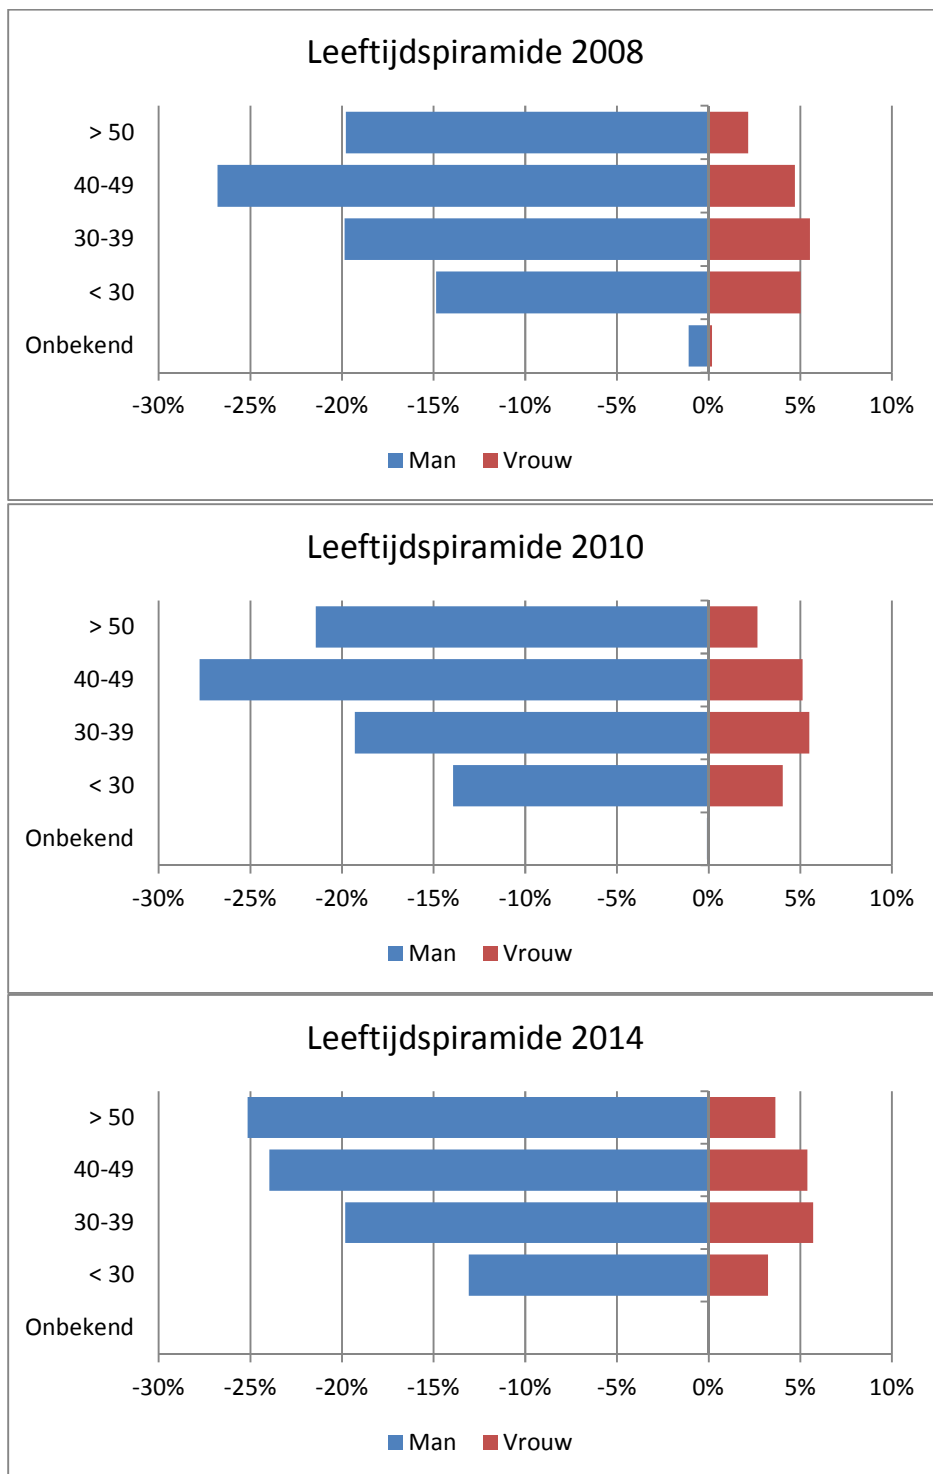 Leeftijdspiramide 2008
> 50
40-49
30-39
< 30
Onbekend
-30% -25% -20% -15% -10% -5% 0% 5% 10%
Man Vrouw
Leeftijdspiramide 2010
> 50
40-49
30-39
< 30
Onbekend
-30% -25% -20% -15% -10% -5% 0% 5% 10%
Man Vrouw
Leeftijdspiramide 2014
> 50
40-49
30-39
< 30
Onbekend
-30% -25% -20% -15% -10% -5% 0% 5% 10%
Man Vrouw